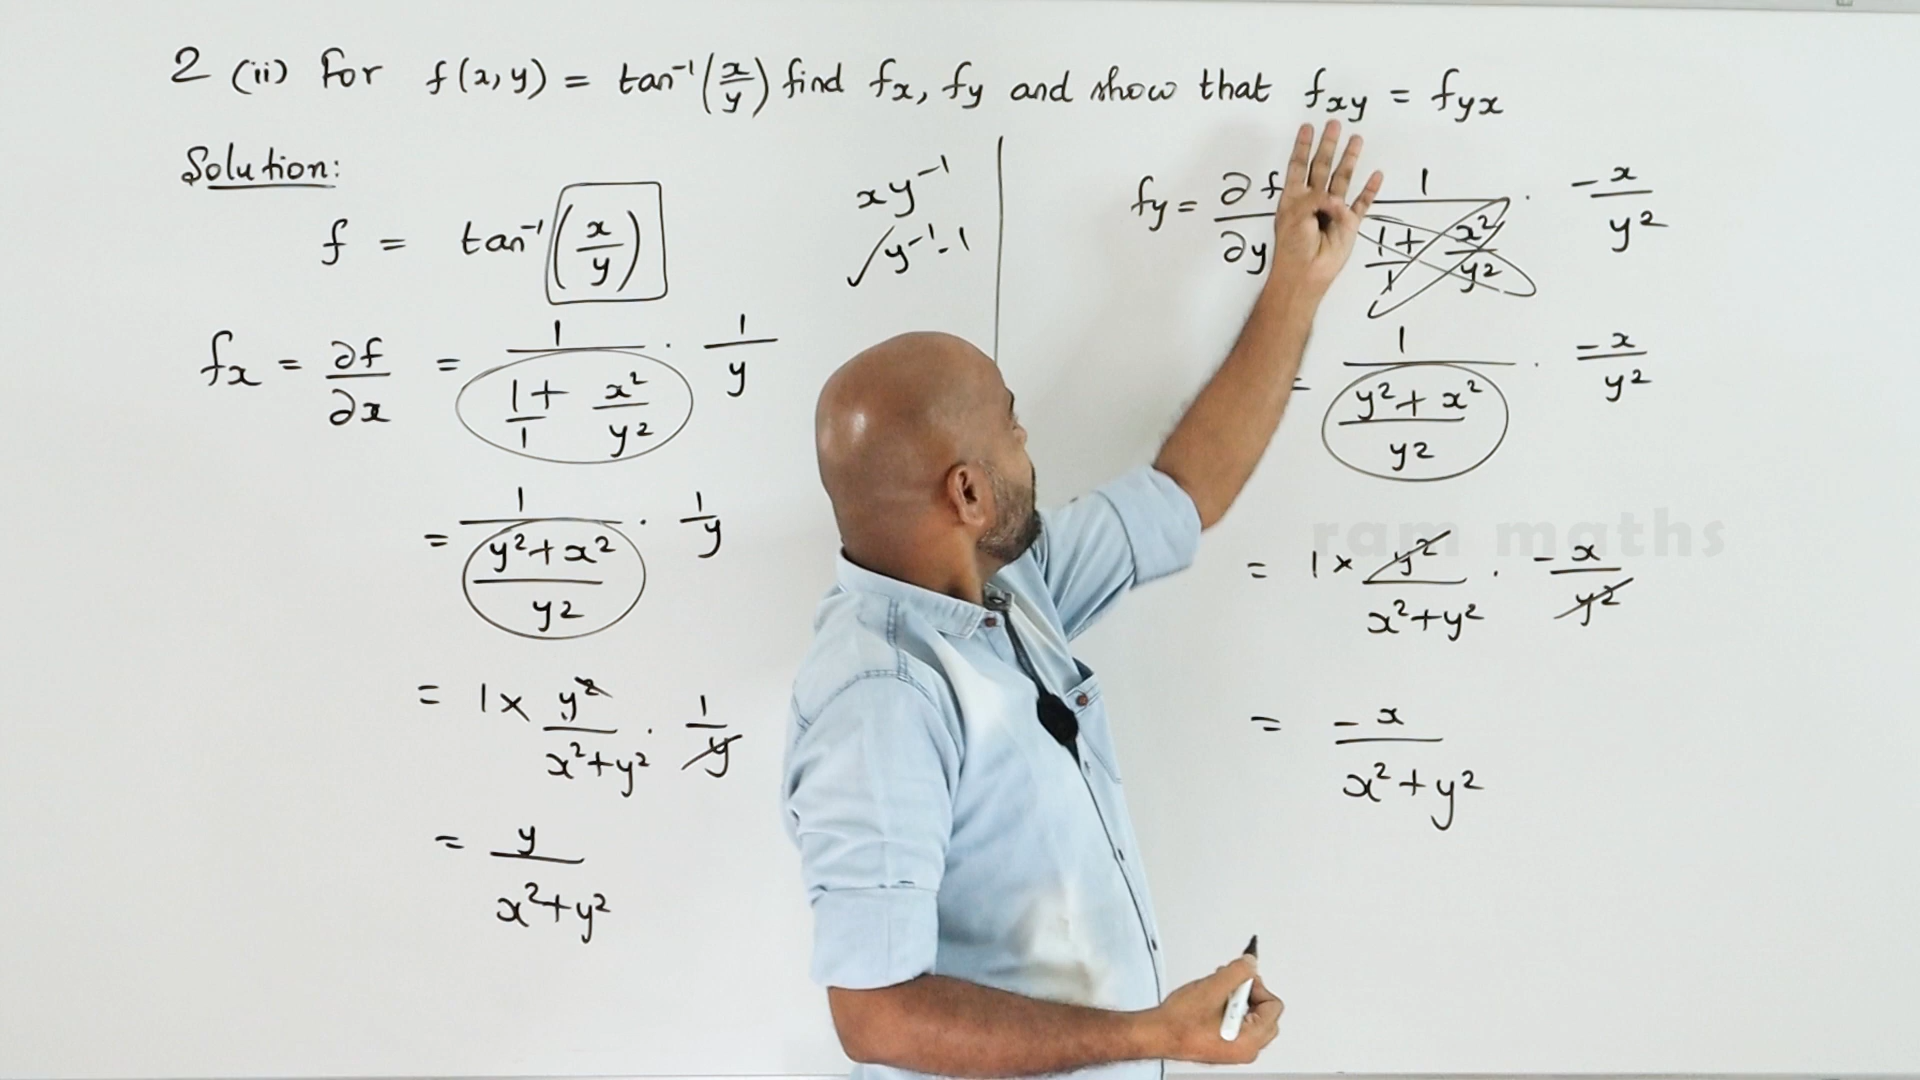 2 (ii) For f(x, y) = tan⁻¹(x/y) find fx, fy and show that fxy = fyx
Solution:
f = tan⁻¹(x/y)
xy⁻¹
y⁻¹⁻¹
fx = ∂f/∂x = 1/(1/1 + x²/y²) · 1/y
= 1/((y²+x²)/y²) · 1/y
= 1 × y²/(x²+y²) · 1/y
= y/(x²+y²)
fy = ∂f/∂y 1/(1/1 + x²/y²) · -x/y²
= 1/((y²+x²)/y²) · -x/y²
= 1 × y²/(x²+y²) · -x/y²
= -x/(x²+y²)
ram maths